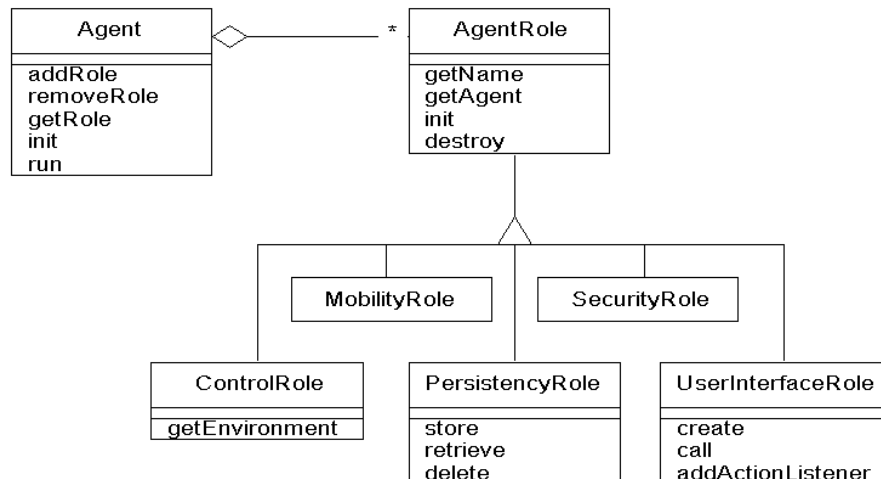 Agent
addRole
removeRole
getRole
init
run
*
AgentRole
getName
getAgent
init
destroy
MobilityRole
SecurityRole
ControlRole
getEnvironment
PersistencyRole
store
retrieve
delete
UserInterfaceRole
create
call
addActionListener